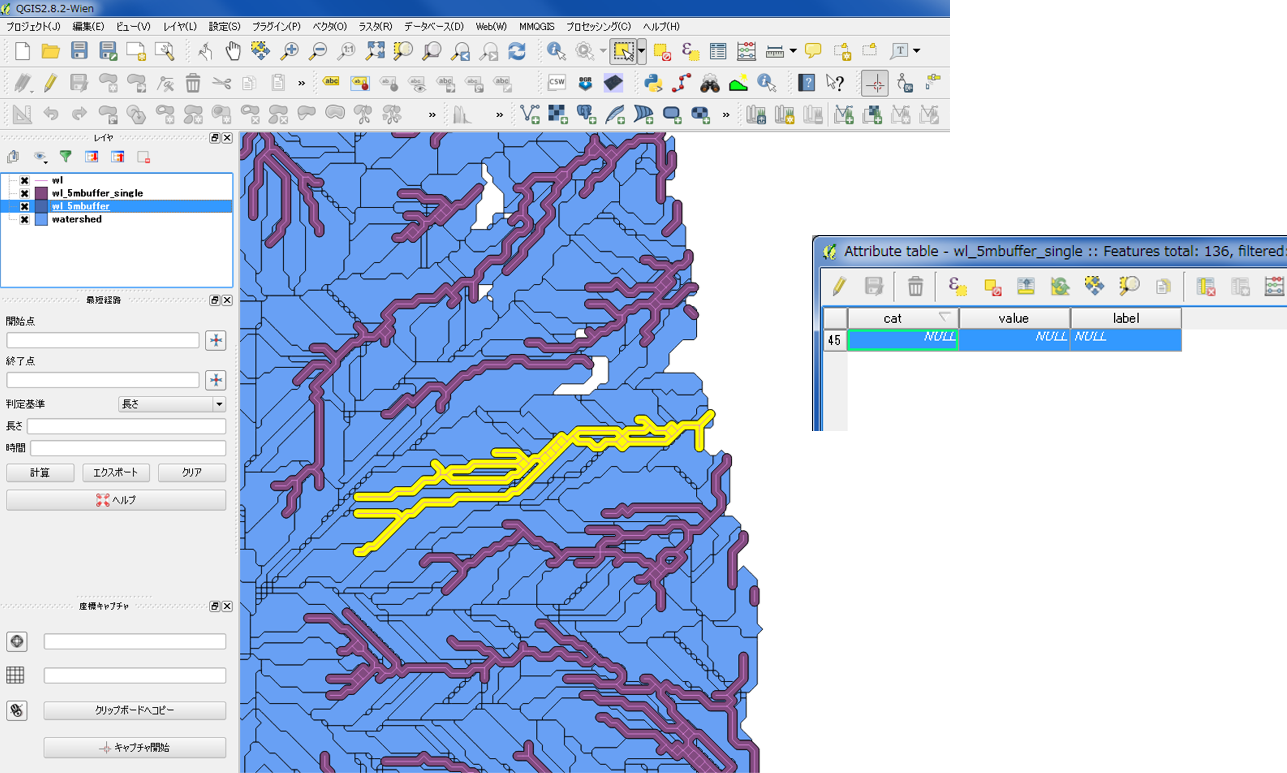 QGIS2.8.2-Wien
プロジェクト(J) 編集(E) ビュー(V) レイヤ(L) 設定(S) プラグイン(P) ベクタ(O) ラスタ(R) データベース(D) Web(W) MMQGIS プロセッシング(C) ヘルプ(H)
レイヤ
wl
wl_5mbuffer_single
wl_5mbuffer
watershed
最短経路
開始点
終了点
判定基準 長さ
長さ
時間
計算 エクスポート クリア
ヘルプ
座標キャプチャ
クリップボードへコピー
キャプチャ開始
Attribute table - wl_5mbuffer_single :: Features total: 136, filtered:
cat value label
45 NULL NULL NULL